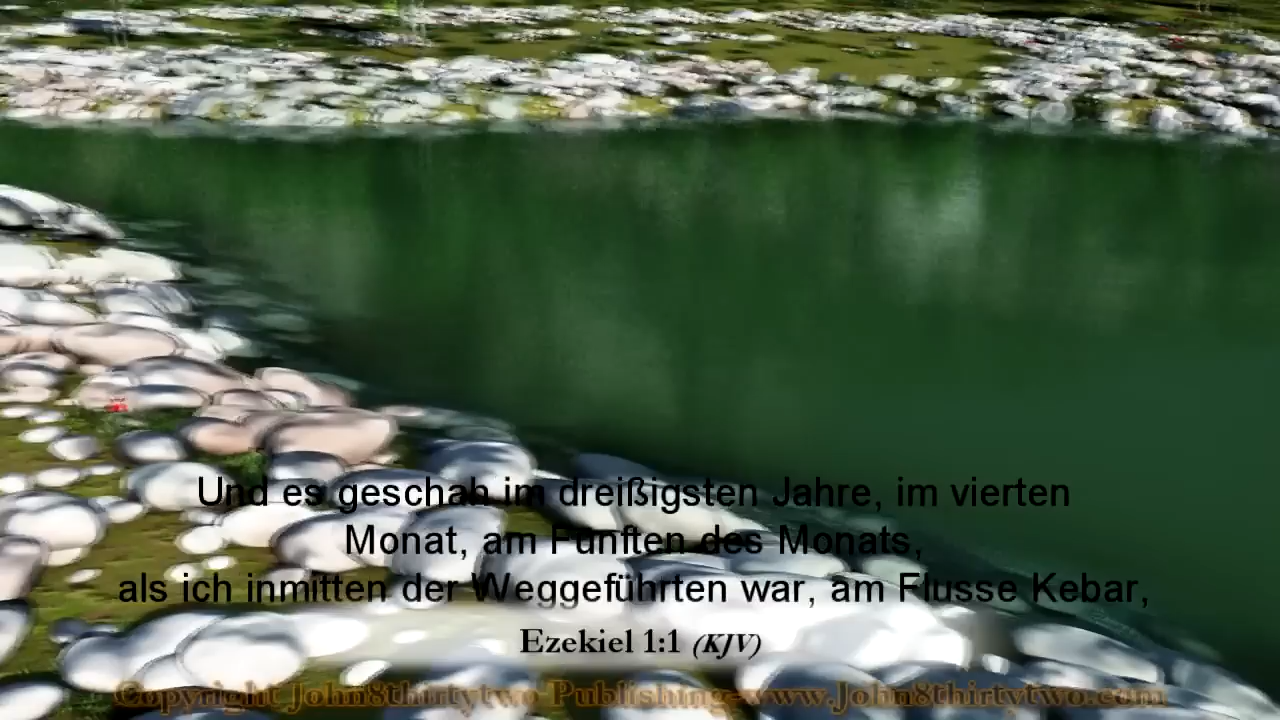 Und es geschah im dreißigsten Jahre, im vierten
Monat, am Fünften des Monats,
als ich inmitten der Weggeführten war, am Flusse Kebar,
Ezekiel 1:1 (KJV)
Copyright John8thirtytwo Publishing-www.John8thirtytwo.com